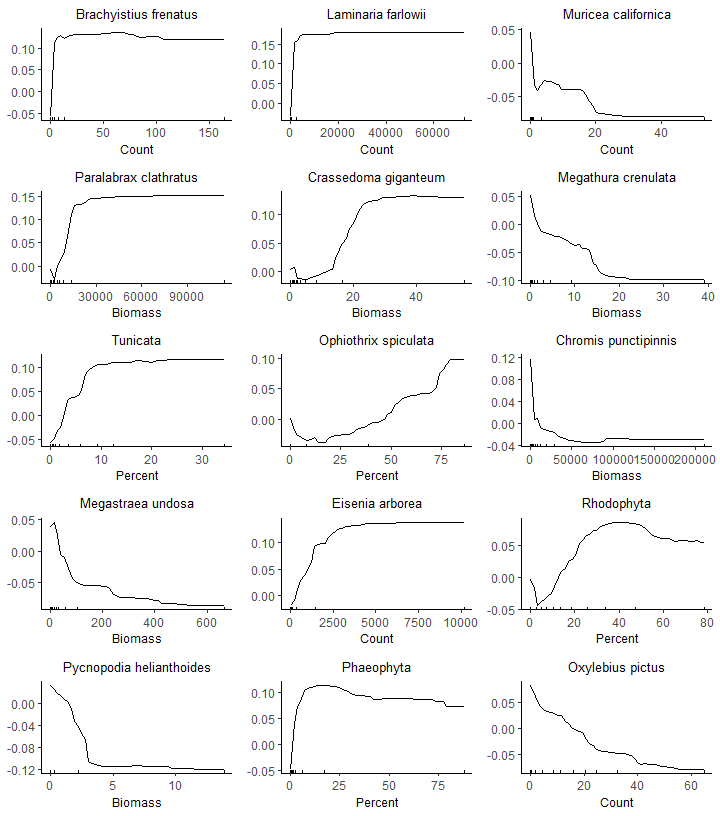 Brachyistius frenatus Laminaria farlowii Muricea californica
0.10 0.05 0.00 -0.05 0.15 0.10 0.05 0.00 0.05 0.00 -0.05
0 50 100 150 0 20000 40000 60000 0 20 40
Count Count Count
Paralabrax clathratus Crassedoma giganteum Megathura crenulata
0.15 0.10 0.05 0.00 0.10 0.05 0.00 0.05 0.00 -0.05 -0.10
0 30000 60000 90000 0 20 40 0 10 20 30 40
Biomass Biomass Biomass
Tunicata Ophiothrix spiculata Chromis punctipinnis
0.10 0.05 0.00 -0.05 0.10 0.05 0.00 0.12 0.08 0.04 0.00 -0.04
0 10 20 30 0 25 50 75 0 50000 100000 150000 200000
Percent Percent Biomass
Megastraea undosa Eisenia arborea Rhodophyta
0.05 0.00 -0.05 0.10 0.05 0.00 0.05 0.00 -0.05
0 200 400 600 0 2500 5000 7500 10000 0 20 40 60 80
Biomass Count Percent
Pycnopodia helianthoides Phaeophyta Oxylebius pictus
0.00 -0.04 -0.08 -0.12 0.10 0.05 0.00 -0.05 0.05 0.00 -0.05
0 5 10 0 25 50 75 0 20 40 60
Biomass Percent Count